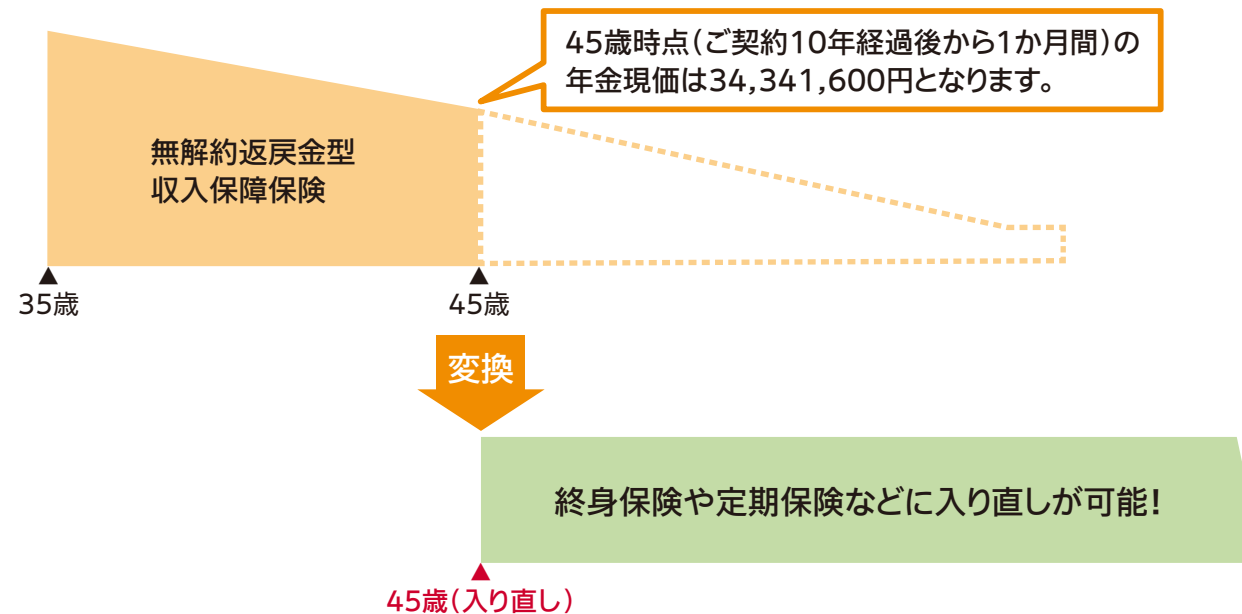 45歳時点(ご契約10年経過後から1か月間)の
年金現価は34,341,600円となります。
無解約返戻金型
収入保障保険
35歳
45歳
変換
終身保険や定期保険などに入り直しが可能!
45歳(入り直し)